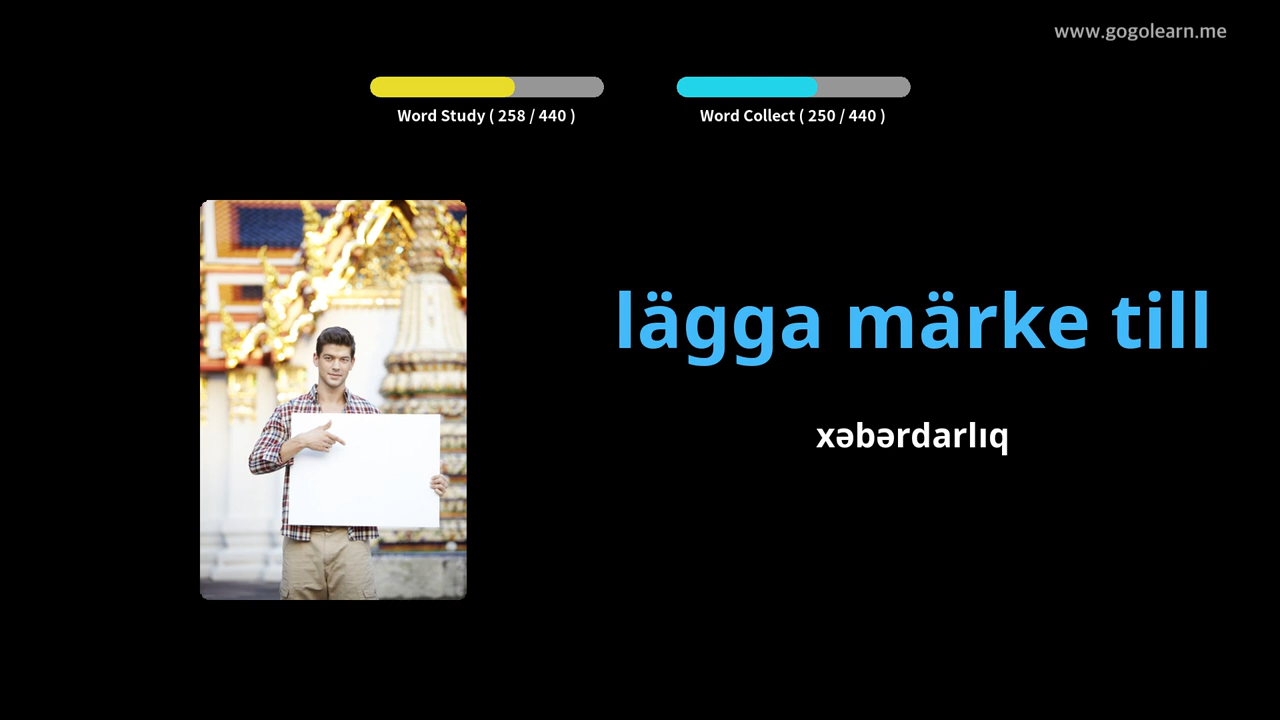 www.gogolearn.me
Word Study ( 258 / 440 )
Word Collect ( 250 / 440 )
lägga märke till
xəbərdarlıq